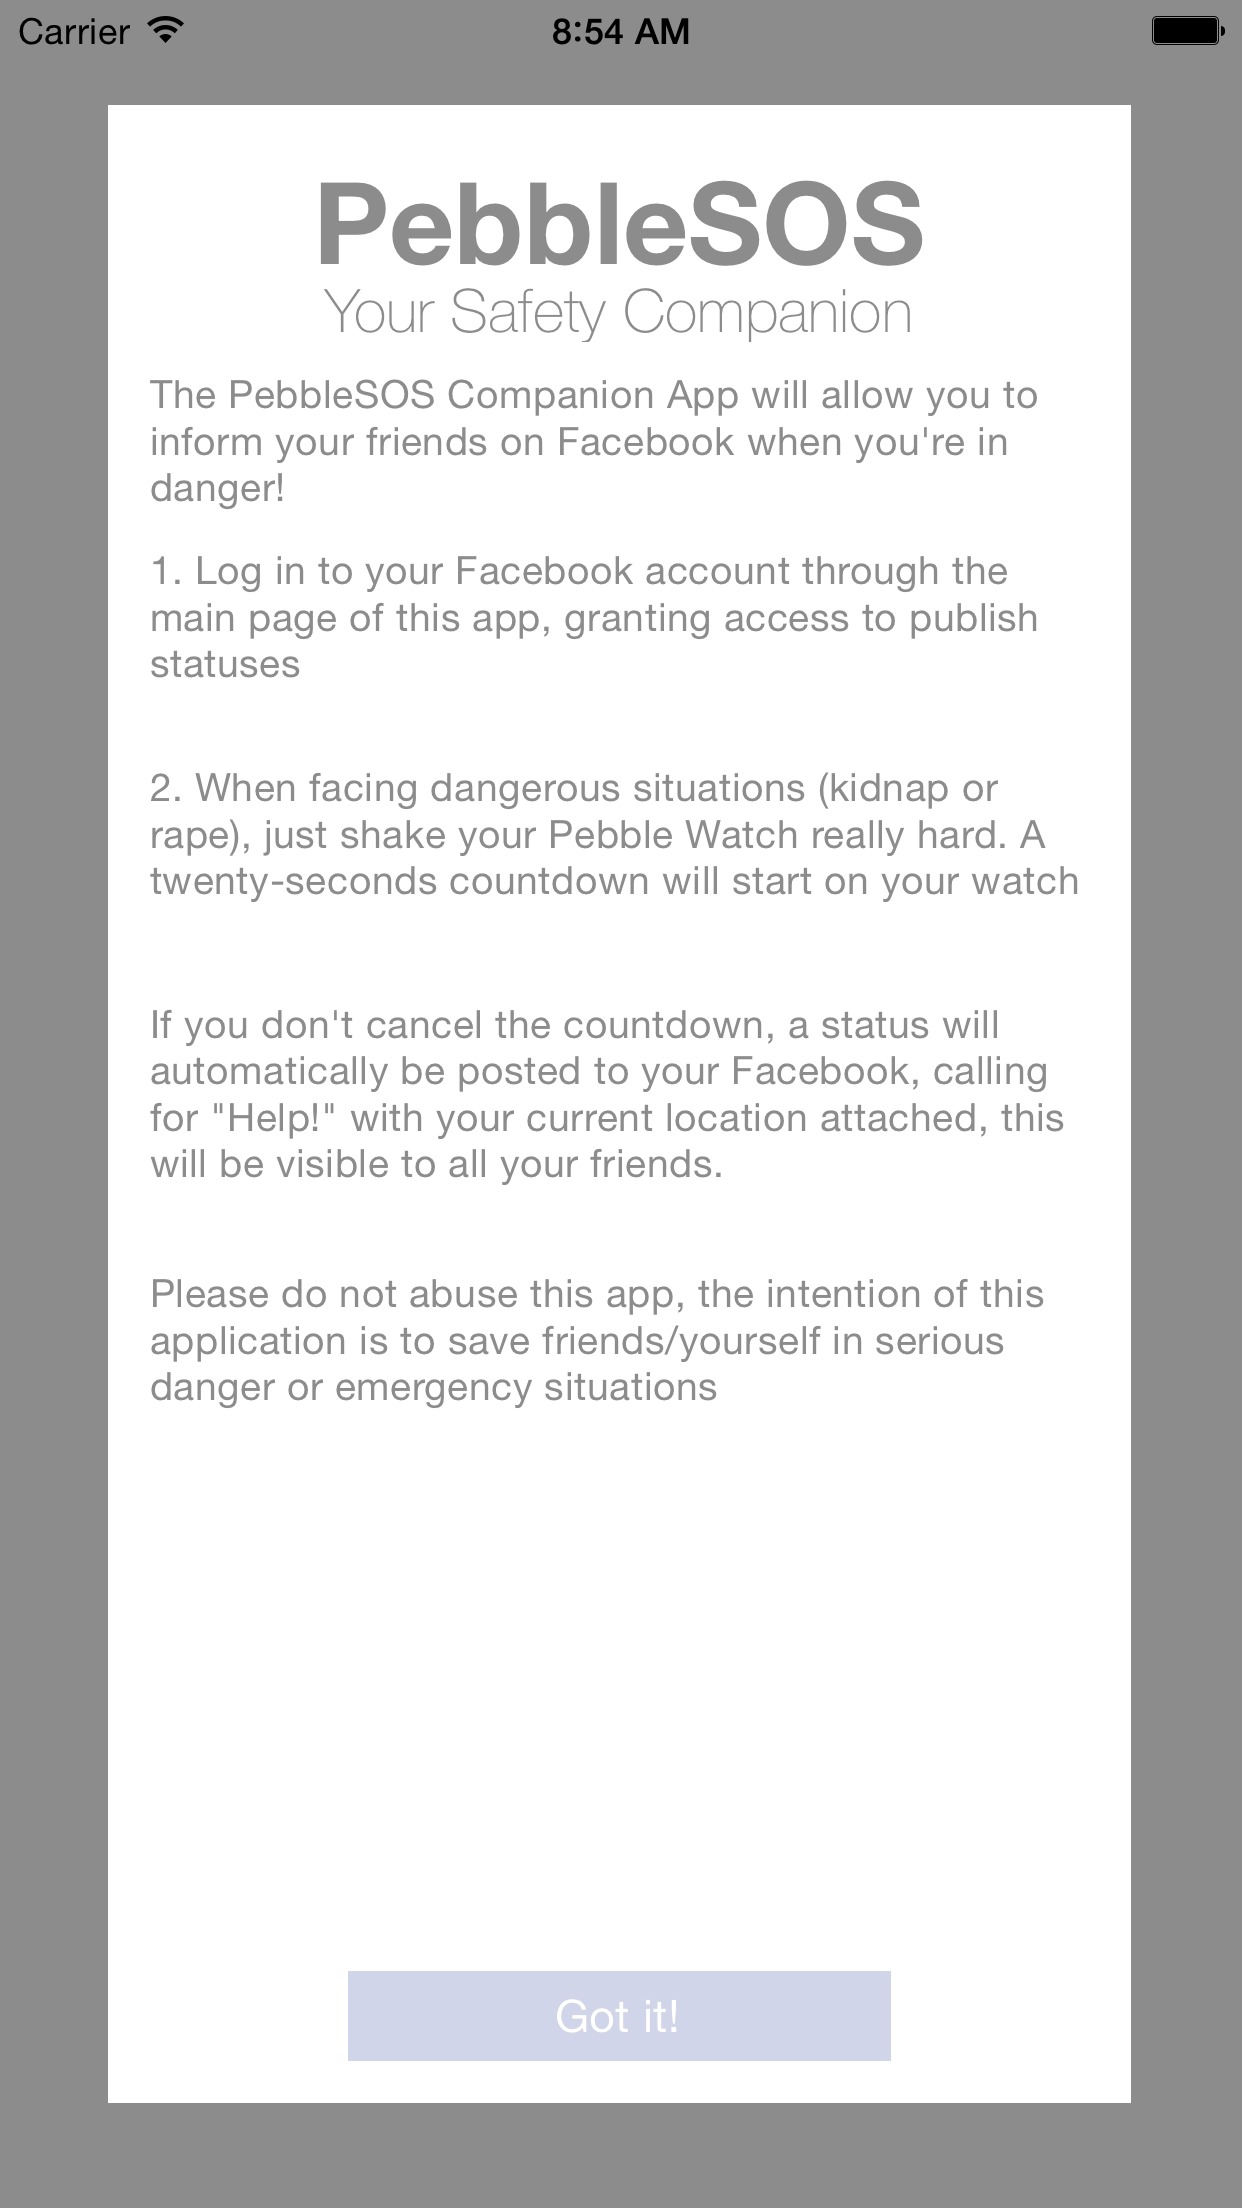 Carrier 8:54 AM
PebbleSOS
Your Safety Companion
The PebbleSOS Companion App will allow you to
inform your friends on Facebook when you're in
danger!
1. Log in to your Facebook account through the
main page of this app, granting access to publish
statuses
2. When facing dangerous situations (kidnap or
rape), just shake your Pebble Watch really hard. A
twenty-seconds countdown will start on your watch
If you don't cancel the countdown, a status will
automatically be posted to your Facebook, calling
for "Help!" with your current location attached, this
will be visible to all your friends.
Please do not abuse this app, the intention of this
application is to save friends/yourself in serious
danger or emergency situations
Got it!